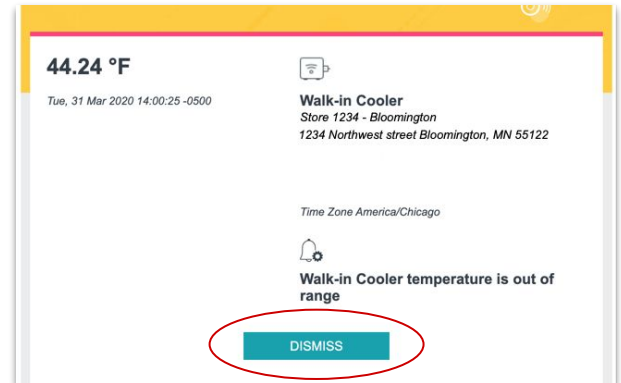 44.24 °F
Tue, 31 Mar 2020 14:00:25 -0500
Walk-in Cooler
Store 1234 - Bloomington
1234 Northwest street Bloomington, MN 55122
Time Zone America/Chicago
Walk-in Cooler temperature is out of
range
DISMISS